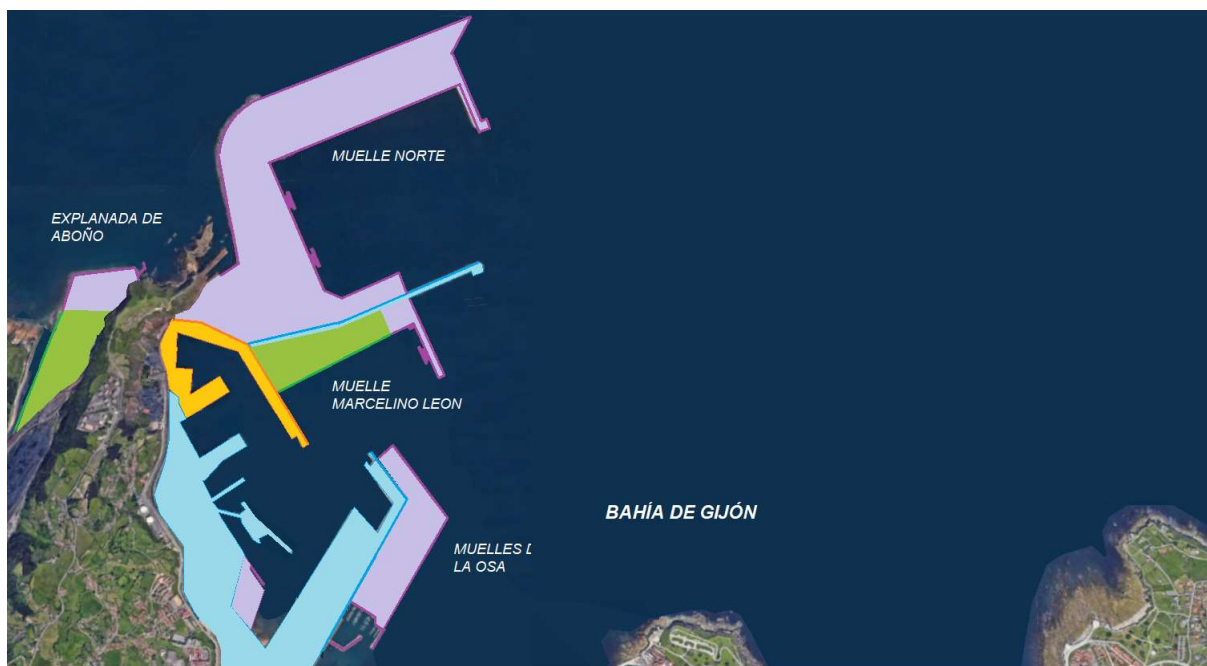 MUELLE NORTE
EXPLANADA DE
ABOÑO
MUELLE
MARCELINO LEON
BAHÍA DE GIJÓN
MUELLES D
LA OSA